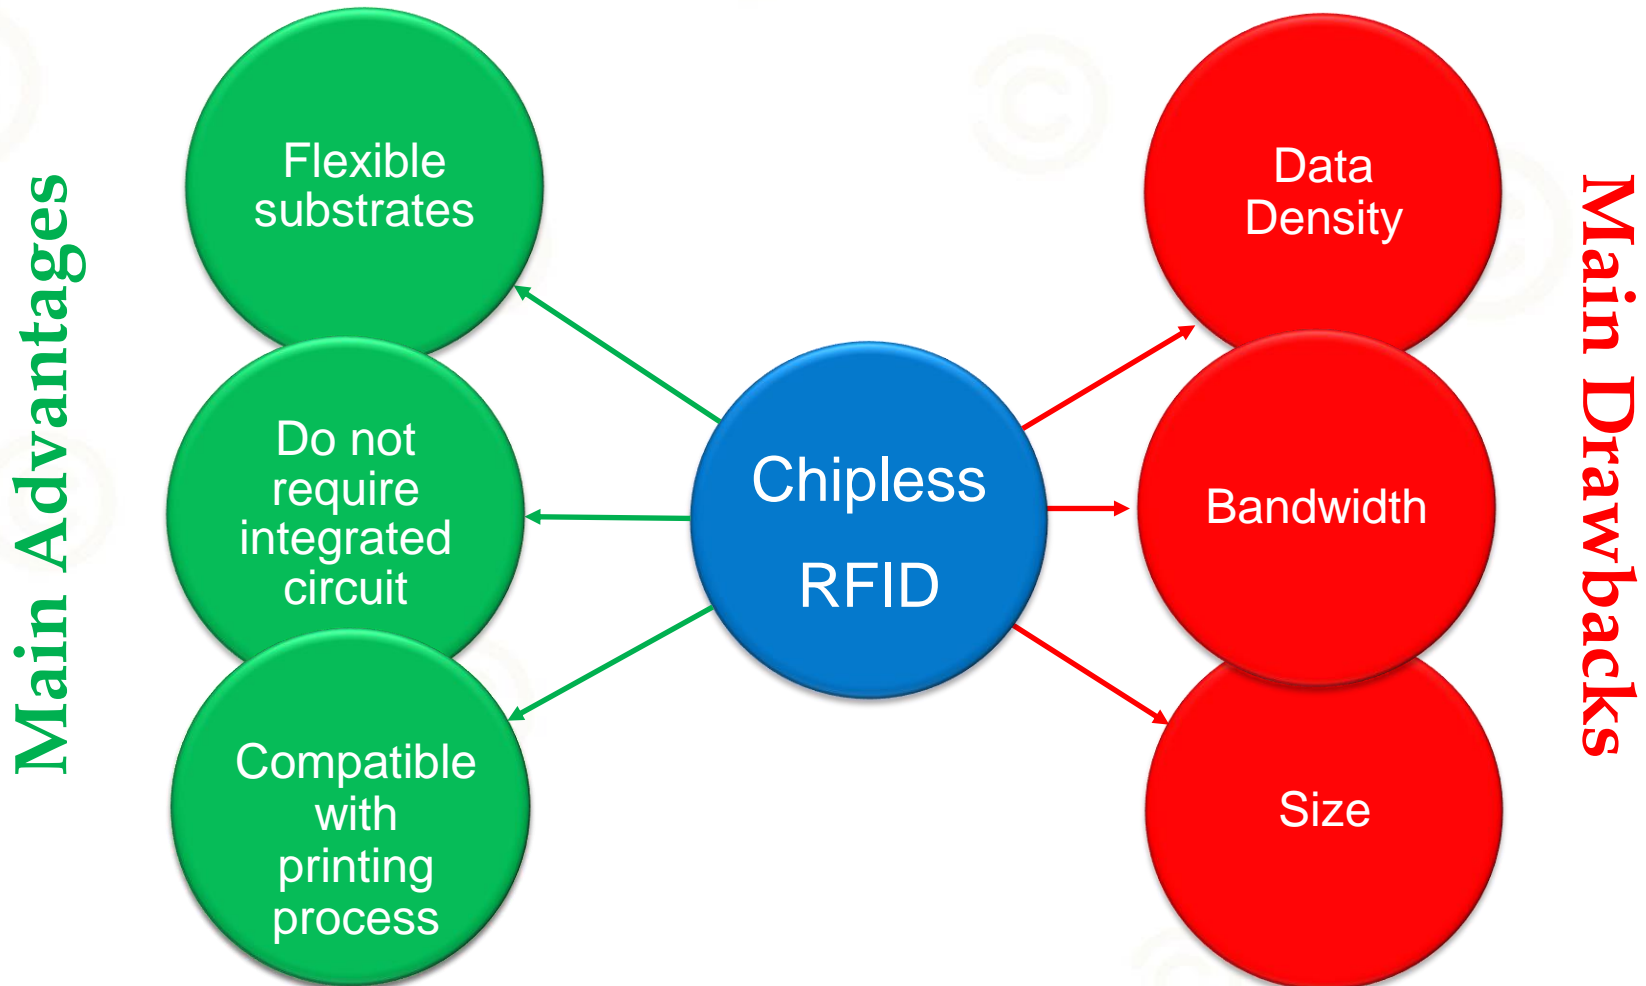 Main Advantages
Flexible
substrates
Do not
require
integrated
circuit
Compatible
with
printing
process
Chipless
RFID
Data
Density
Bandwidth
Size
Main Drawbacks